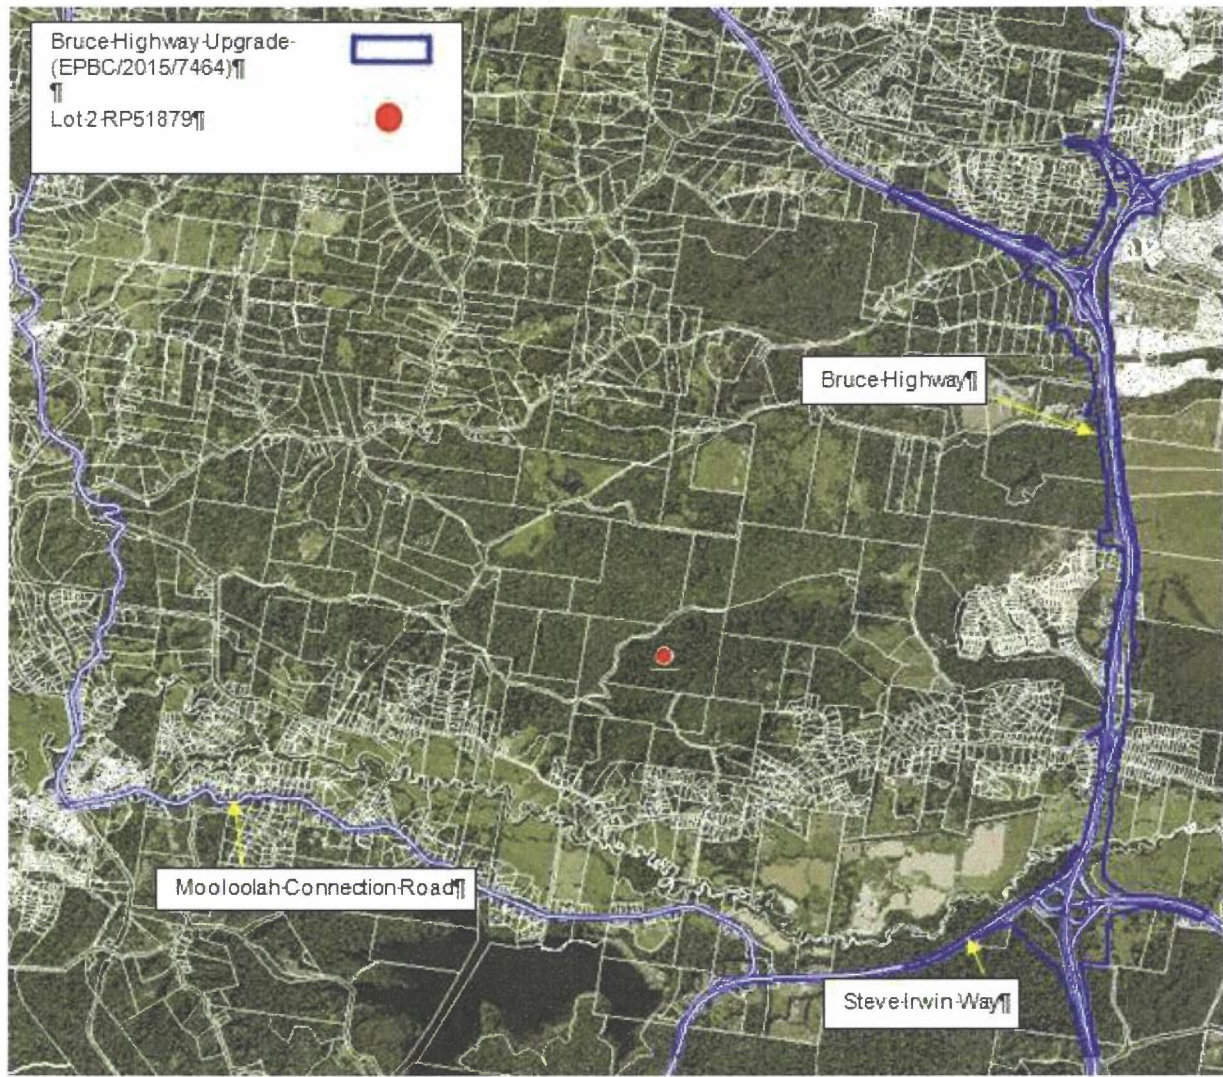 Bruce·Highway·Upgrade·
(EPBC/2015/7464)¶
¶
Lot·2·RP51879¶
Bruce·Highway¶
Mooloolah·Connection·Road¶
Steve·Irwin·Way¶